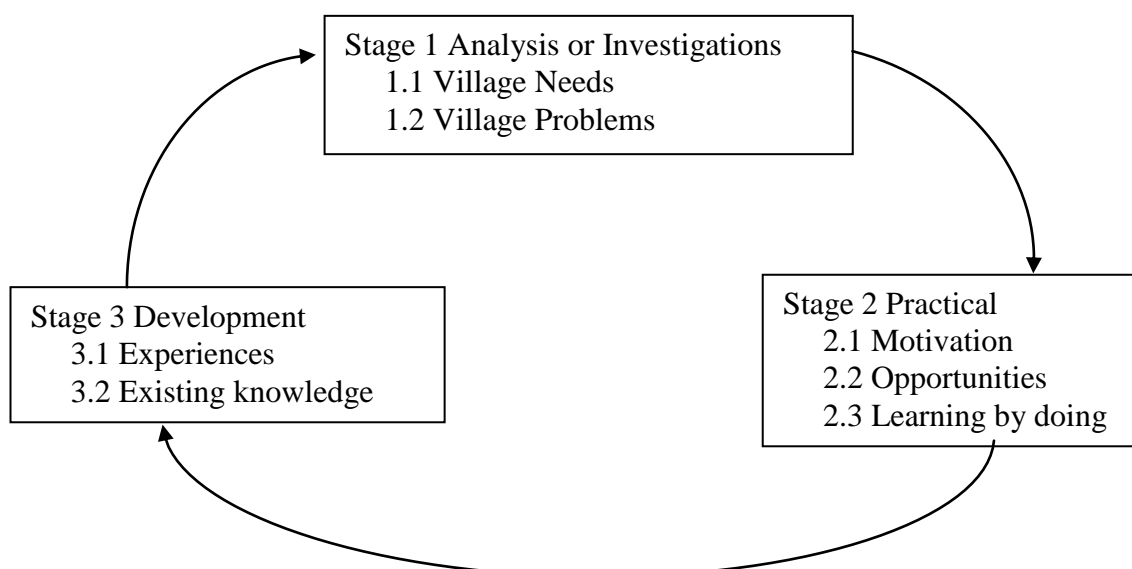 Stage 1 Analysis or Investigations
1.1 Village Needs
1.2 Village Problems
Stage 2 Practical
2.1 Motivation
2.2 Opportunities
2.3 Learning by doing
Stage 3 Development
3.1 Experiences
3.2 Existing knowledge